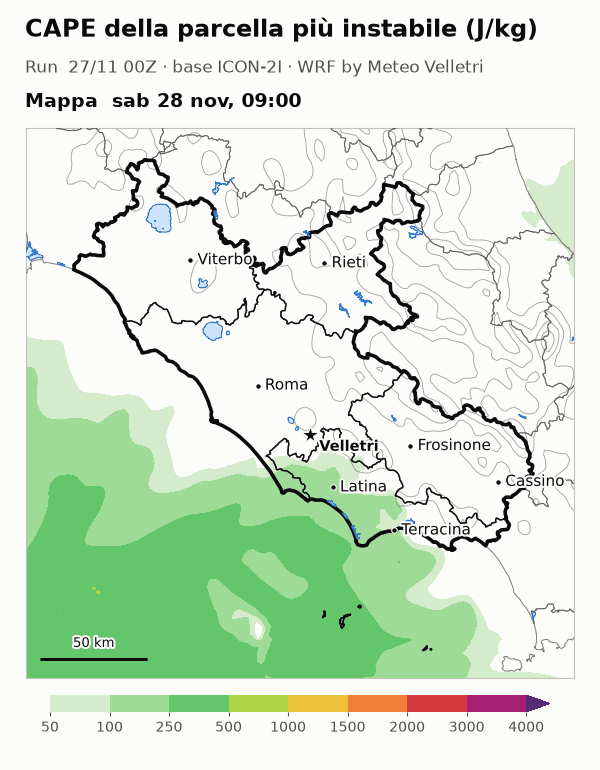 CAPE della parcella più instabile (J/kg)
Run  27/11 00Z · base ICON-2I · WRF by Meteo Velletri
Mappa  sab 28 nov, 09:00
Viterbo
Rieti
Roma
Velletri
Frosinone
Cassino
Latina
Terracina
50 km
50 100 250 500 1000 1500 2000 3000 4000